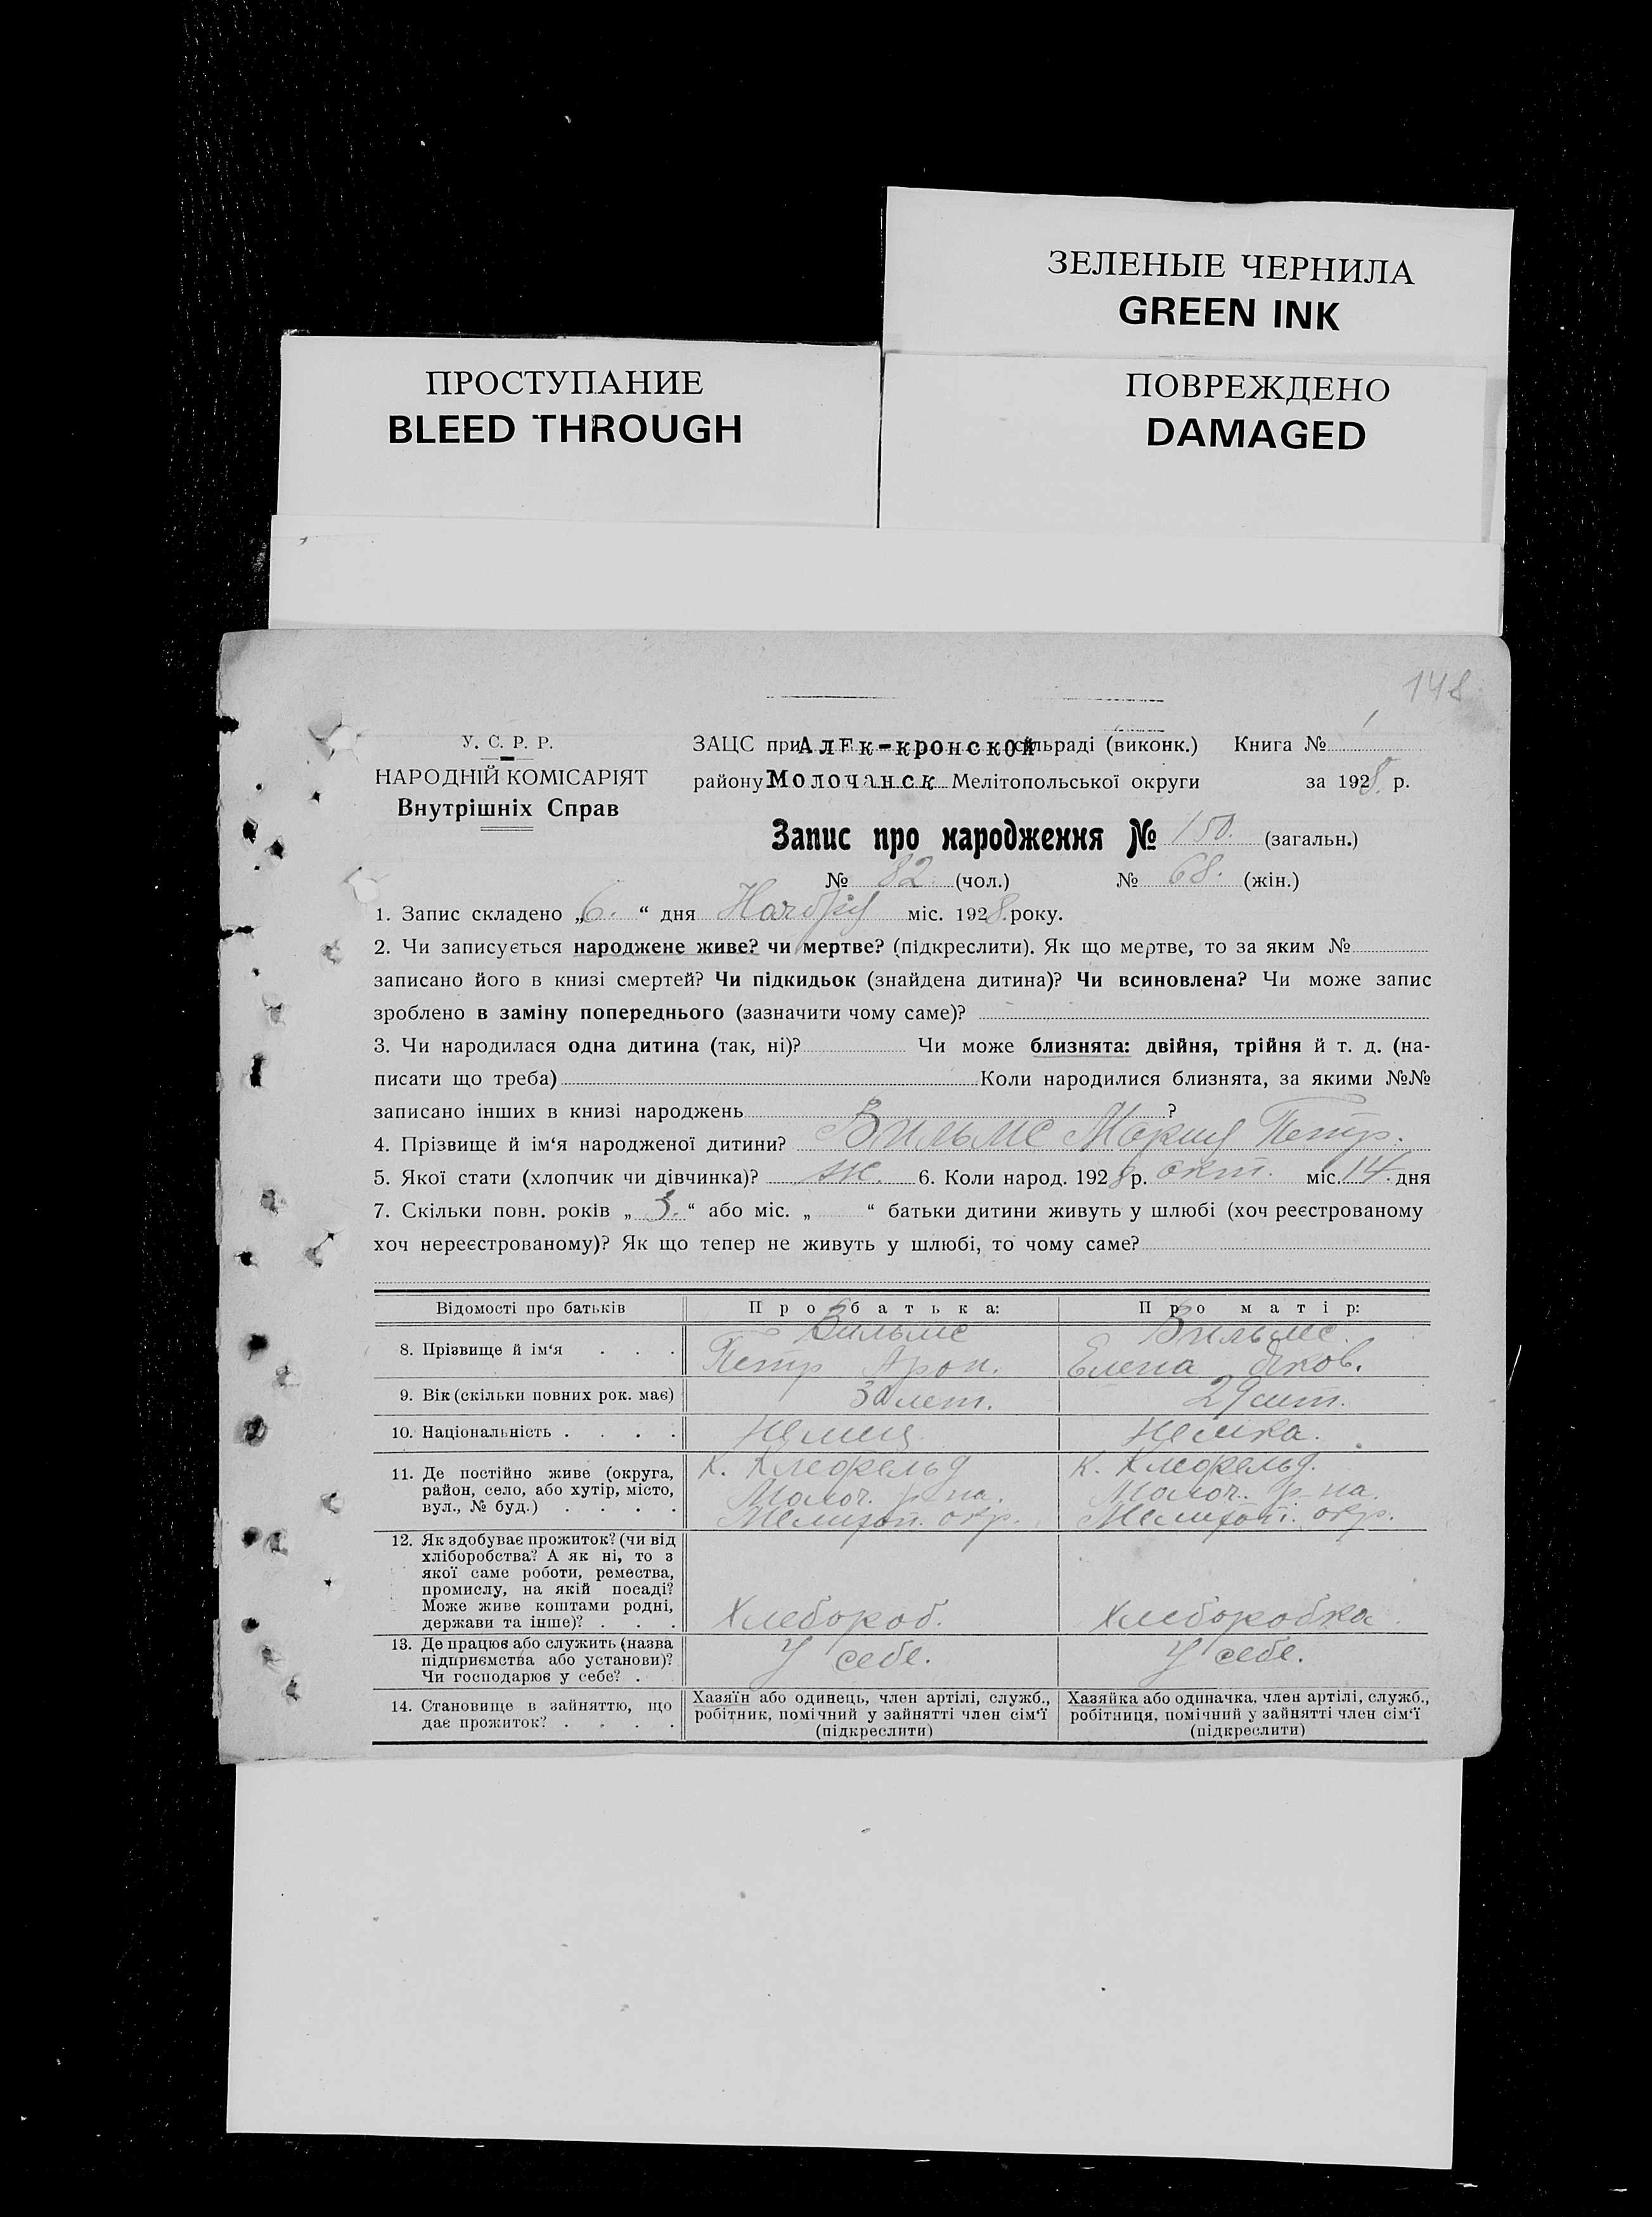 ЗЕЛЕНЫЕ ЧЕРНИЛА
GREEN INK
ПРОСТУПАНИЕ
BLEED THROUGH
ПОВРЕЖДЕНО
DAMAGED
148
У. С. Р. Р.
НАРОДНІЙ КОМІСАРІЯТ
Внутрішніх Справ
ЗАЦС при Алек-кронской сільраді (виконк.) Книга № 1
району Молочанск Мелітопольської округи за 1928 р.
Запис про народження № 150. (загальн.)
№ 82. (чол.) № 68. (жін.)
1. Запис складено „6.“ дня Ноября міс. 1928 року.
2. Чи записується народжене живе? чи мертве? (підкреслити). Як що мертве, то за яким №
записано його в книзі смертей? Чи підкидьок (знайдена дитина)? Чи всиновлена? Чи може запис
зроблено в заміну попереднього (зазначити чому саме)?
3. Чи народилася одна дитина (так, ні)? Чи може близнята: двійня, трійня й т. д. (на-
писати що треба) Коли народилися близнята, за якими №№
записано інших в книзі народжень ?
4. Прізвище й ім‘я народженої дитини? Вильмс Мария Петр.
5. Якої стати (хлопчик чи дівчинка)? ж. 6. Коли народ. 1928 р. окт. міс. 14. дня
7. Скільки повн. років „3.“ або міс. „ “ батьки дитини живуть у шлюбі (хоч реєстрованому
хоч нереєстрованому)? Як що тепер не живуть у шлюбі, то чому саме?
Відомості про батьків Про батька: Про матір:
8. Прізвище й ім‘я . . . Вильмс Вильмс.
Петр Арон. Елена Яков.
9. Вік (скільки повних рок. має) 30 лет. 29 лет.
10. Національність . . . . Немец Немка.
11. Де постійно живе (округа, район, село, або хутір, місто, вул., № буд.) . . . .
К. Клефельд К. Клефельд.
Молоч. р-на. Молоч. р-на.
Мелитоп. окр. Мелитоп. окр.
12. Як здобуває прожиток? (чи від
хліборобства? А як ні, то з
якої саме роботи, ремества,
промислу, на якій посаді?
Може живе коштами родні,
держави та інше)? . . . Хлебороб. Хлеборобка
13. Де працює або служить (назва
підприємства або установи)?
Чи господарює у себе? . У себе. У себе.
14. Становище в зайняттю, що
дає прожиток? . . . .
Хазяїн або одинець, член артілі, служб.,
робітник, помічний у зайнятті член сім‘ї
(підкреслити)
Хазяйка або одиначка, член артілі, служб.,
робітниця, помічний у зайнятті член сім‘ї
(підкреслити)